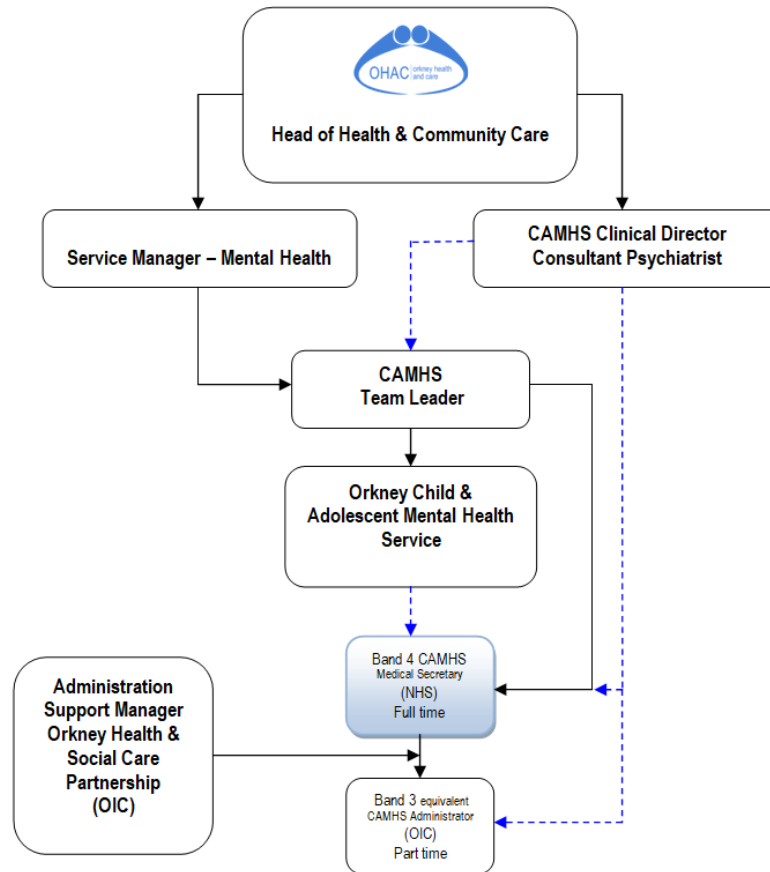 OHAC orkney health
and care
Head of Health & Community Care
Service Manager – Mental Health
CAMHS Clinical Director
Consultant Psychiatrist
CAMHS
Team Leader
Orkney Child &
Adolescent Mental Health
Service
Band 4 CAMHS
Medical Secretary
(NHS)
Full time
Administration
Support Manager
Orkney Health &
Social Care
Partnership
(OIC)
Band 3 equivalent
CAMHS Administrator
(OIC)
Part time